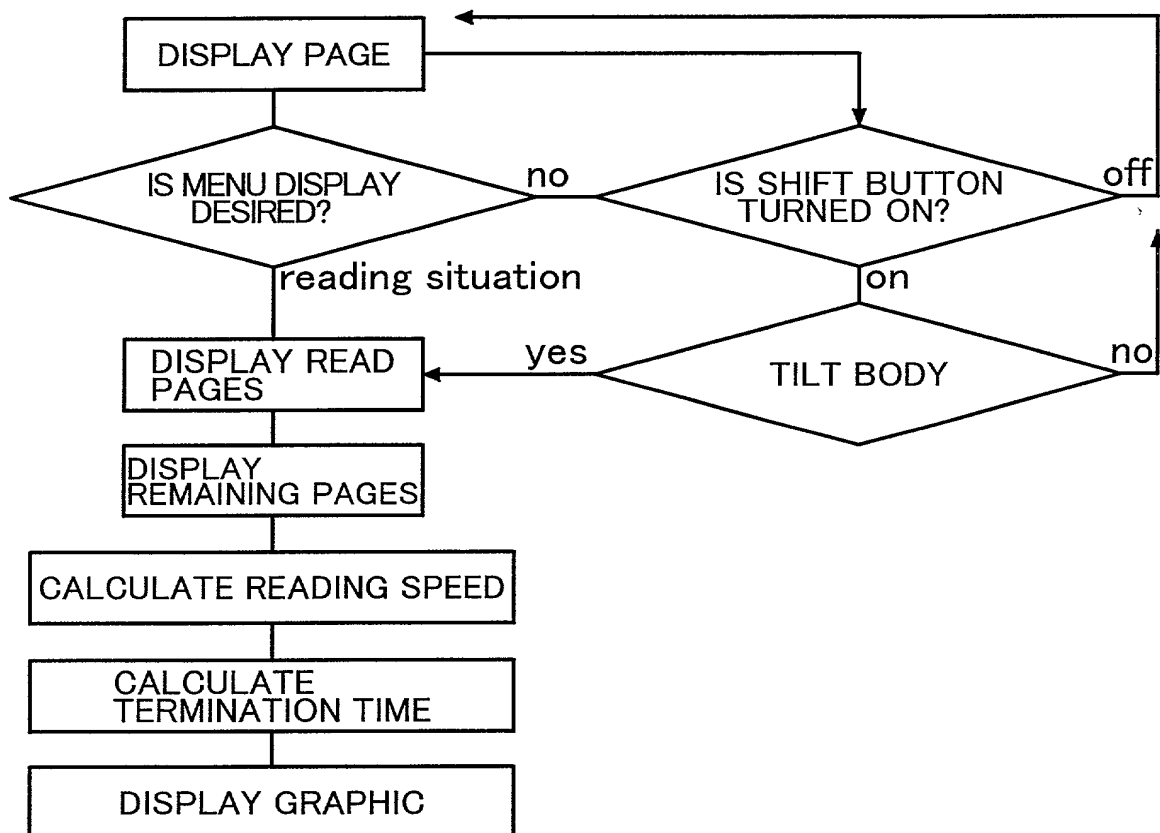 DISPLAY PAGE
IS MENU DISPLAY
DESIRED?
no
IS SHIFT BUTTON
TURNED ON?
off
reading situation
on
DISPLAY READ
PAGES
yes
TILT BODY
no
DISPLAY
REMAINING PAGES
CALCULATE READING SPEED
CALCULATE
TERMINATION TIME
DISPLAY GRAPHIC